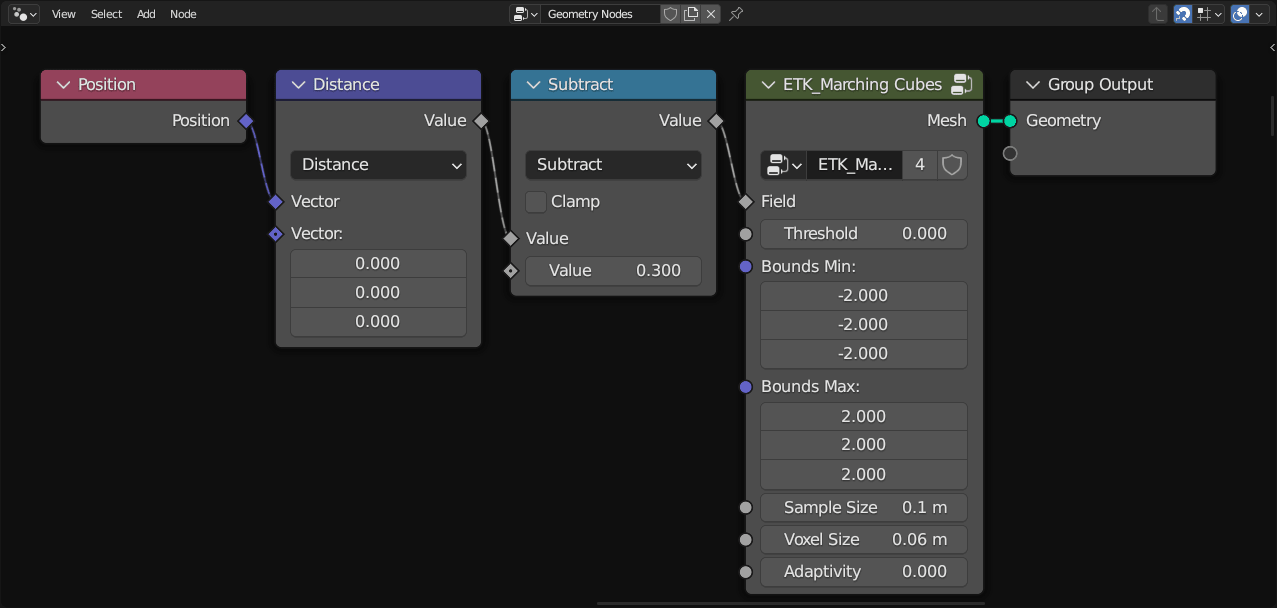 View Select Add Node Geometry Nodes
Position
Position
Distance
Value
Distance
Vector
Vector:
0.000
0.000
0.000
Subtract
Value
Subtract
Clamp
Value
Value 0.300
ETK_Marching Cubes
Mesh
ETK_Ma... 4
Field
Threshold 0.000
Bounds Min:
-2.000
-2.000
-2.000
Bounds Max:
2.000
2.000
2.000
Sample Size 0.1 m
Voxel Size 0.06 m
Adaptivity 0.000
Group Output
Geometry